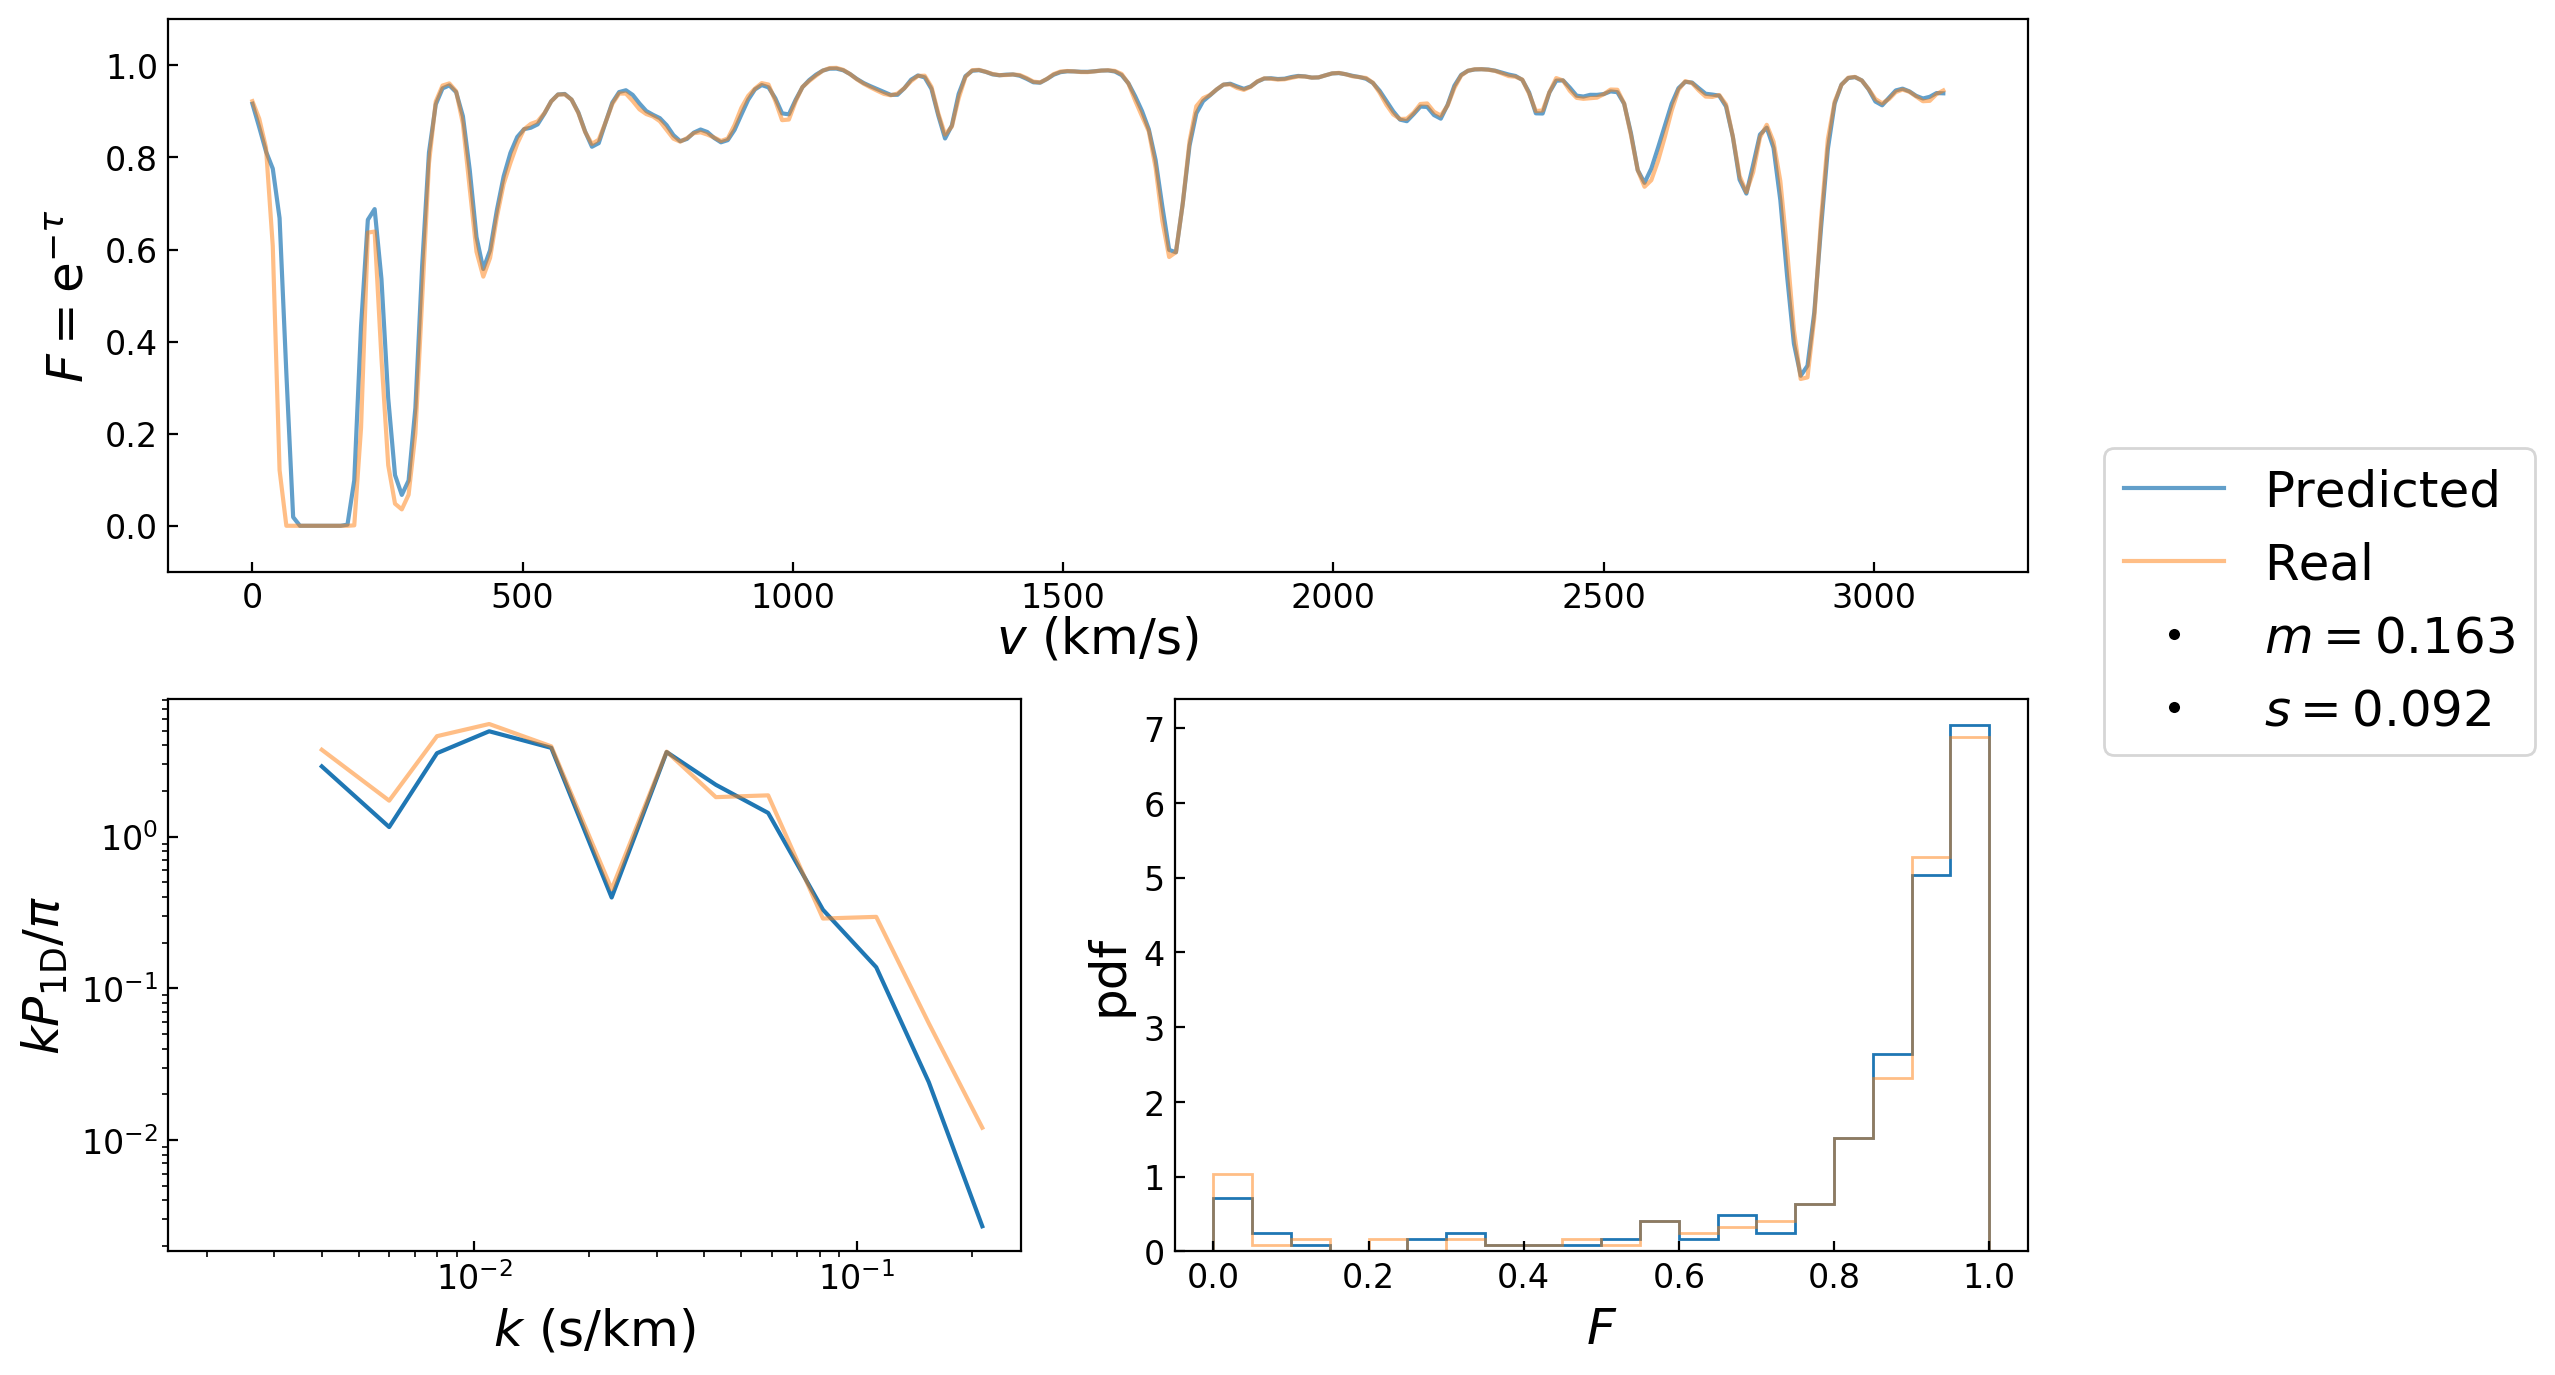 F = e^{-τ}
1.0
0.8
0.6
0.4
0.2
0.0
0 500 1000 1500 2000 2500 3000
v (km/s)
Predicted
Real
m = 0.163
s = 0.092
kP_{1D}/π
10^0
10^{-1}
10^{-2}
10^{-2} 10^{-1}
k (s/km)
pdf
7
6
5
4
3
2
1
0
0.0 0.2 0.4 0.6 0.8 1.0
F